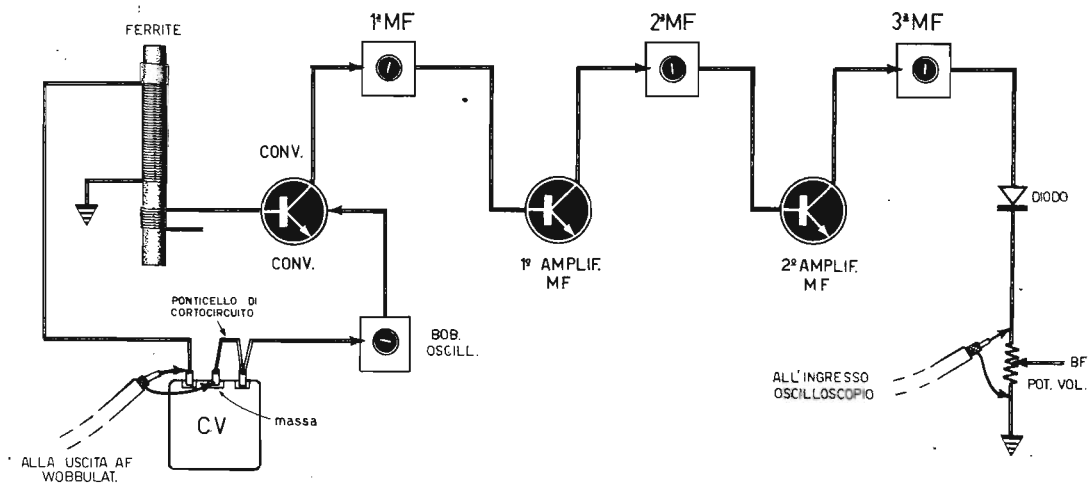 FERRITE
1ª MF
2ª MF
3ª MF
CONV.
CONV.
1º AMPLIF.
MF
2º AMPLIF.
MF
DIODO
PONTICELLO DI
CORTOCIRCUITO
BOB.
OSCILL.
CV
massa
ALLA USCITA AF
WOBBULAT.
ALL'INGRESSO
OSCILLOSCOPIO
BF
POT. VOL.